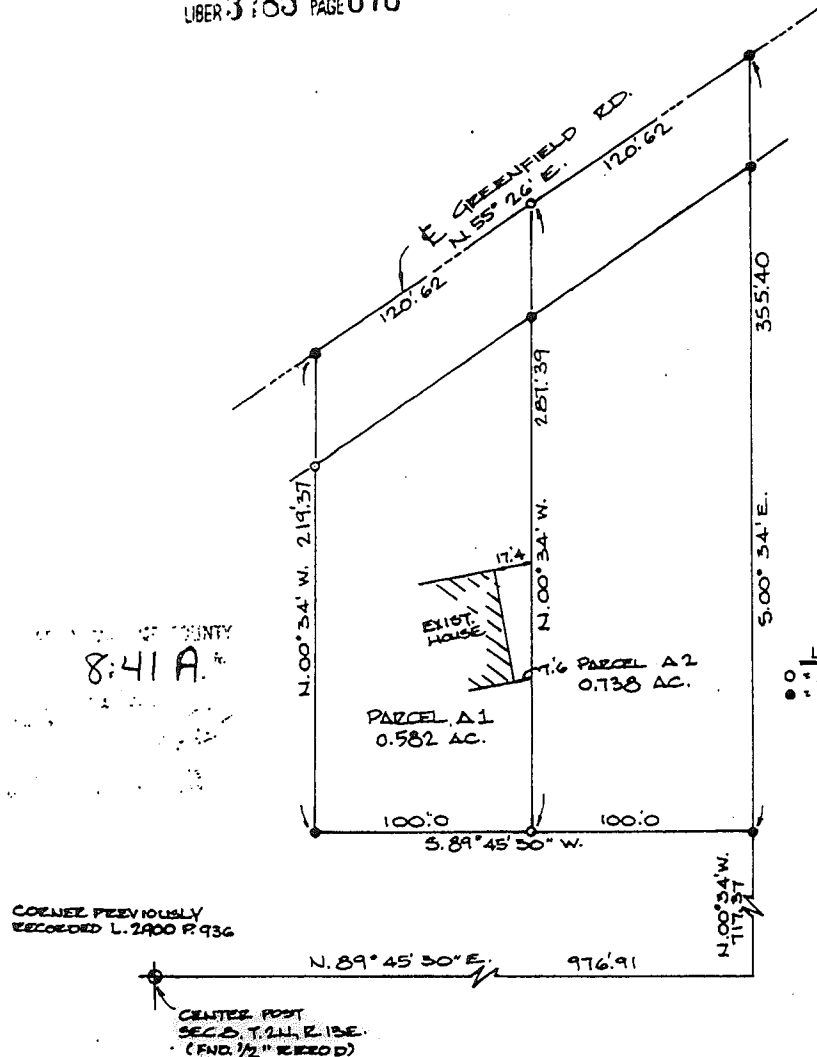 LIBER 3783 PAGE 070
℄ GREENFIELD RD.
N 55° 26' E.
120.62
120.62
355.40
287.39
N.00° 34' W. 219.37
N.00° 34' W.
S.00° 34' E.
17.4
EXIST.
HOUSE
7.6
PARCEL A2
0.738 AC.
COUNTY
8:41 A.
PARCEL A1
0.582 AC.
100.0
100.0
S.89° 45' 30" W.
N.00° 34' W.
717.37
CORNER PREVIOUSLY
RECORDED L.2900 P.936
N.89° 45' 30" E.
976.91
CENTER POST
SEC.8, T.2N, R.13E.
(FND. 1/2" REROD)